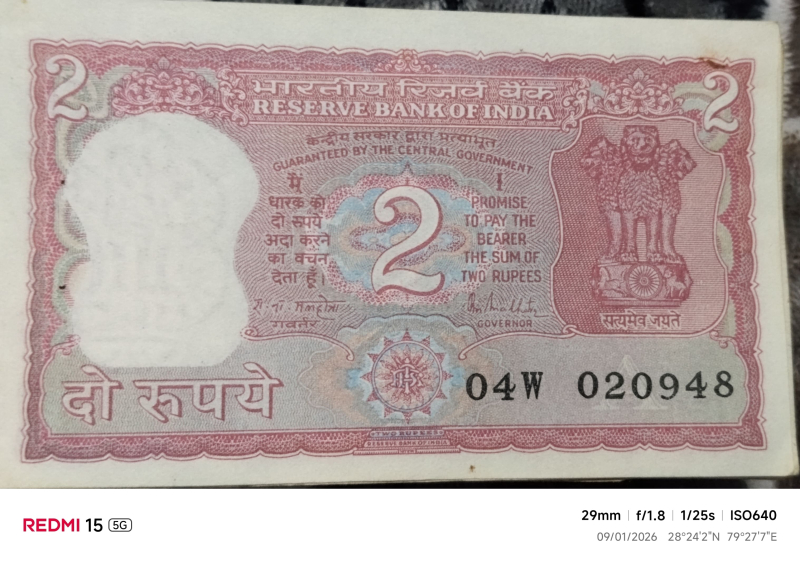 2 2
भारतीय रिज़र्व बैंक
RESERVE BANK OF INDIA
केन्द्रीय सरकार द्वारा प्रत्याभूत
GUARANTEED BY THE CENTRAL GOVERNMENT
मैं
धारक को
दो रुपये
अदा करने
का वचन
देता हूँ।
2
I
PROMISE
TO PAY THE
BEARER
THE SUM OF
TWO RUPEES
गवर्नर
GOVERNOR
सत्यमेव जयते
दो रुपये
04W 020948
A
TWO RUPEES
RESERVE BANK OF INDIA
REDMI 15 5G
29mm | f/1.8 | 1/25s | ISO640
09/01/2026 28°24'2"N 79°27'7"E